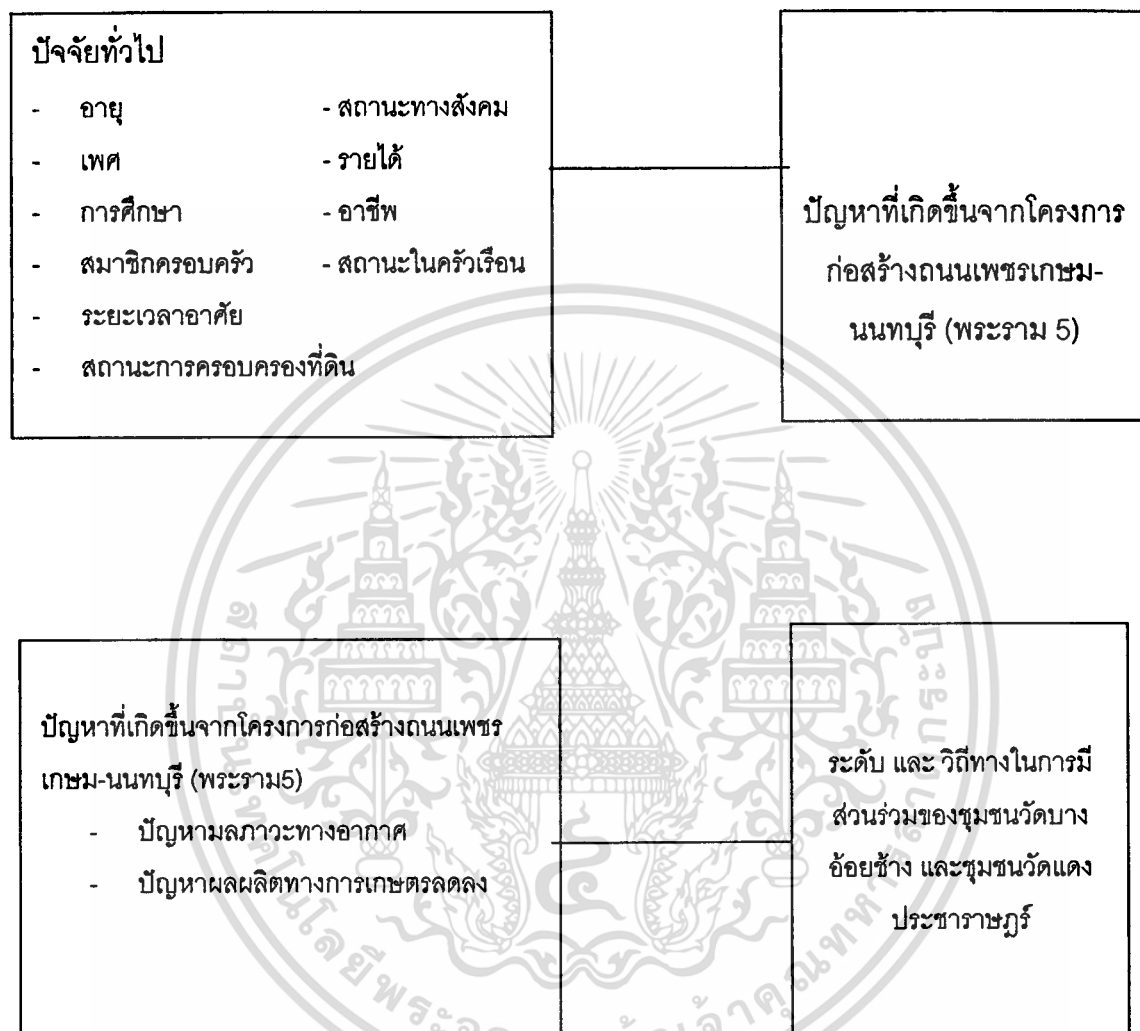 ปัจจัยทั่วไป
- อายุ - สถานะทางสังคม
- เพศ - รายได้
- การศึกษา - อาชีพ
- สมาชิกครอบครัว - สถานะในครัวเรือน
- ระยะเวลาอาศัย
- สถานะการครอบครองที่ดิน
ปัญหาที่เกิดขึ้นจากโครงการ
ก่อสร้างถนนเพชรเกษม-
นนทบุรี (พระราม 5)
ปัญหาที่เกิดขึ้นจากโครงการก่อสร้างถนนเพชร
เกษม-นนทบุรี (พระราม5)
- ปัญหามลภาวะทางอากาศ
- ปัญหาผลผลิตทางการเกษตรลดลง
ระดับ และ วิถีทางในการมี
ส่วนร่วมของชุมชนวัดบาง
อ้อยช้าง และชุมชนวัดแดง
ประชาราษฎร์